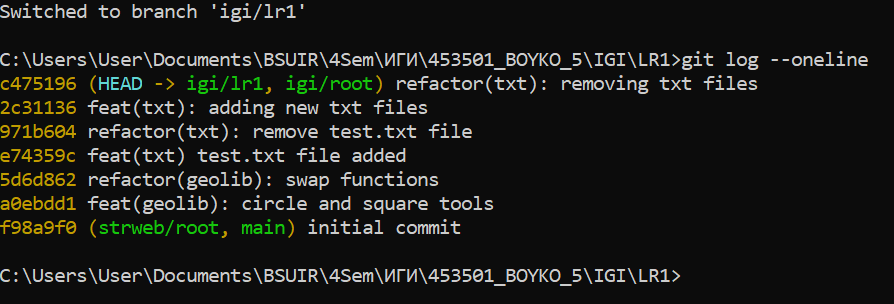 Switched to branch 'igi/lr1'
C:\Users\User\Documents\BSUIR\4Sem\ИГИ\453501_BOYKO_5\IGI\LR1>git log --oneline
c475196 (HEAD -> igi/lr1, igi/root) refactor(txt): removing txt files
2c31136 feat(txt): adding new txt files
971b604 refactor(txt): remove test.txt file
e74359c feat(txt) test.txt file added
5d6d862 refactor(geolib): swap functions
a0ebdd1 feat(geolib): circle and square tools
f98a9f0 (strweb/root, main) initial commit
C:\Users\User\Documents\BSUIR\4Sem\ИГИ\453501_BOYKO_5\IGI\LR1>